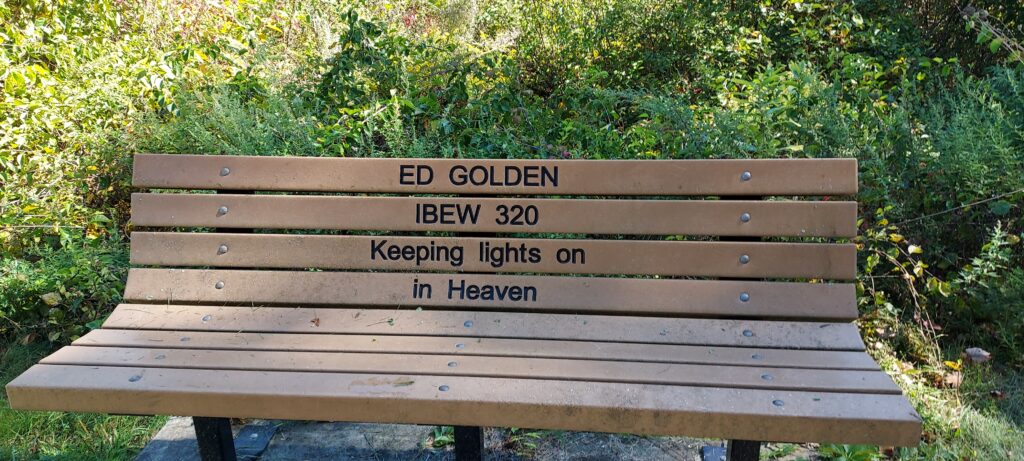 ED GOLDEN
IBEW 320
Keeping lights on
in Heaven